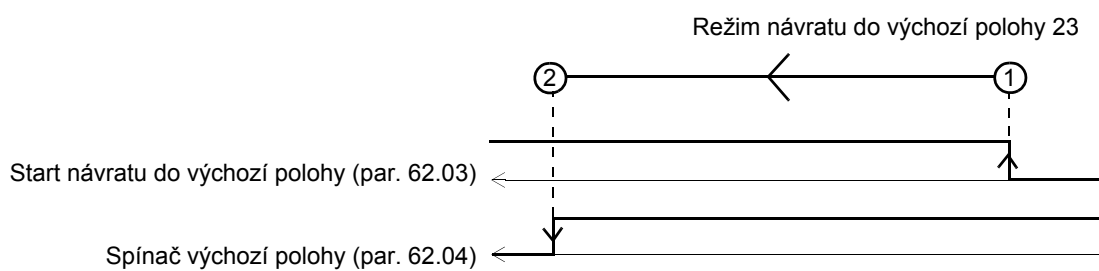 Režim návratu do výchozí polohy 23
2
1
Start návratu do výchozí polohy (par. 62.03)
Spínač výchozí polohy (par. 62.04)